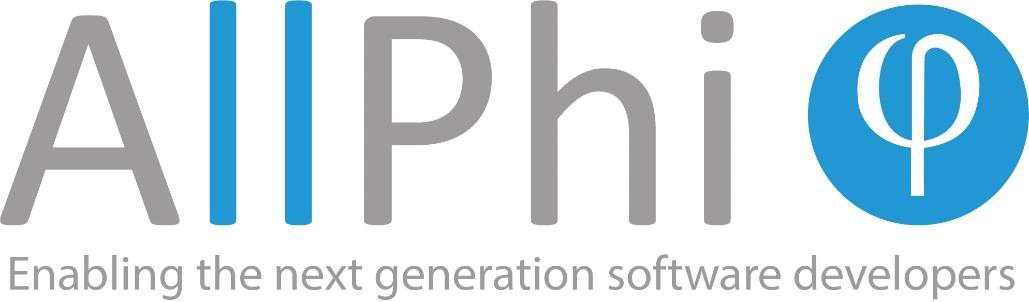 AllPhi φ
Enabling the next generation software developers